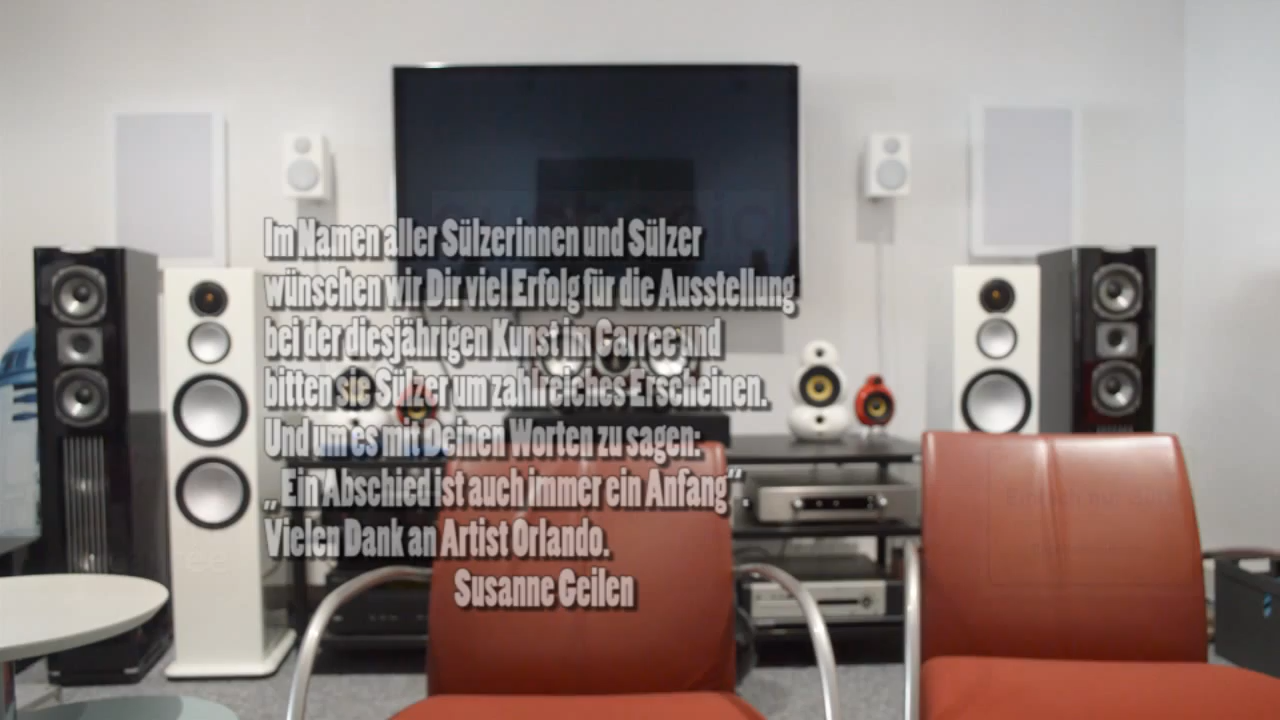 Im Namen aller Sülzerinnen und Sülzer
wünschen wir Dir viel Erfolg für die Ausstellung
bei der diesjährigen Kunst im Carree und
bitten sie Sülzer um zahlreiches Erscheinen.
Und um es mit Deinen Worten zu sagen:
„ Ein Abschied ist auch immer ein Anfang“
Vielen Dank an Artist Orlando.
Susanne Geilen